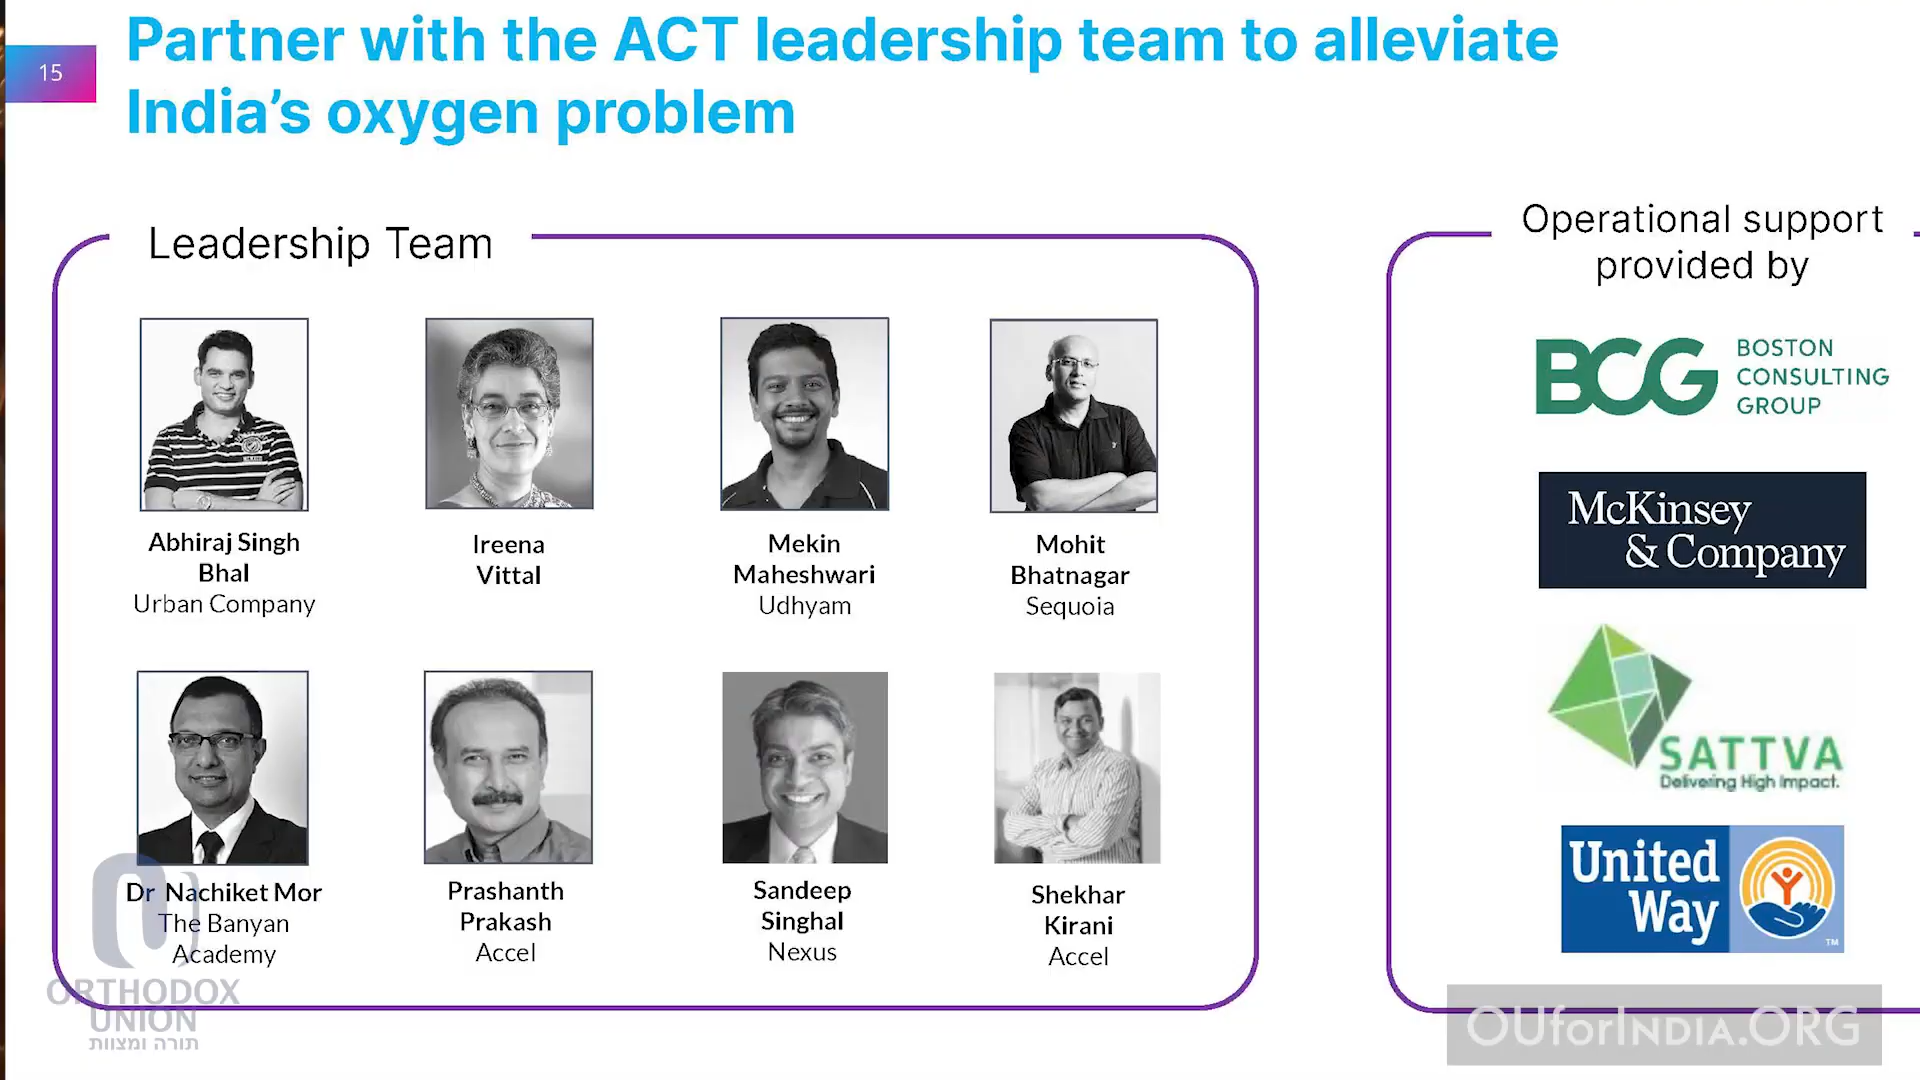 15
Partner with the ACT leadership team to alleviate
India's oxygen problem
Leadership Team
Abhiraj Singh
Bhal
Urban Company
Ireena
Vittal
Mekin
Maheshwari
Udhyam
Mohit
Bhatnagar
Sequoia
Dr Nachiket Mor
The Banyan
Academy
Prashanth
Prakash
Accel
Sandeep
Singhal
Nexus
Shekhar
Kirani
Accel
Operational support
provided by
BCG
BOSTON
CONSULTING
GROUP
McKinsey
& Company
SATTVA
Delivering High Impact.
United
Way
TM
ORTHODOX
UNION
תורה ומצוות
OUforINDIA.ORG